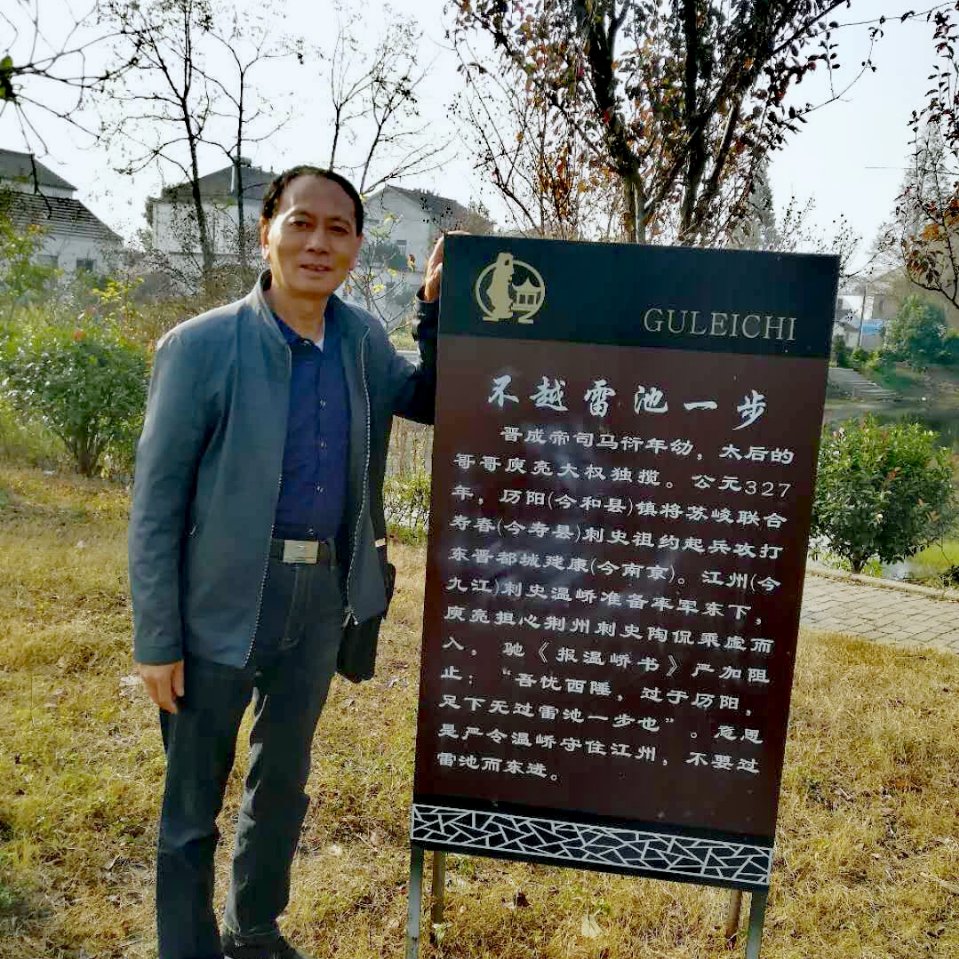 GULEICHI
不越雷池一步
晋成帝司马衍年幼，太后的
哥哥庾亮大权独揽。公元327
年，历阳(今和县)镇将苏峻联合
寿春(今寿县)刺史祖约起兵攻打
东晋都城建康(今南京)。江州(今
九江)刺史温峤准备率军东下，
庾亮担心荆州刺史陶侃乘虚而
入，驰《报温峤书》严加阻
止：“吾忧西陲，过于历阳，
足下无过雷池一步也”。意思
是严令温峤守住江州，不要过
雷池而东进。